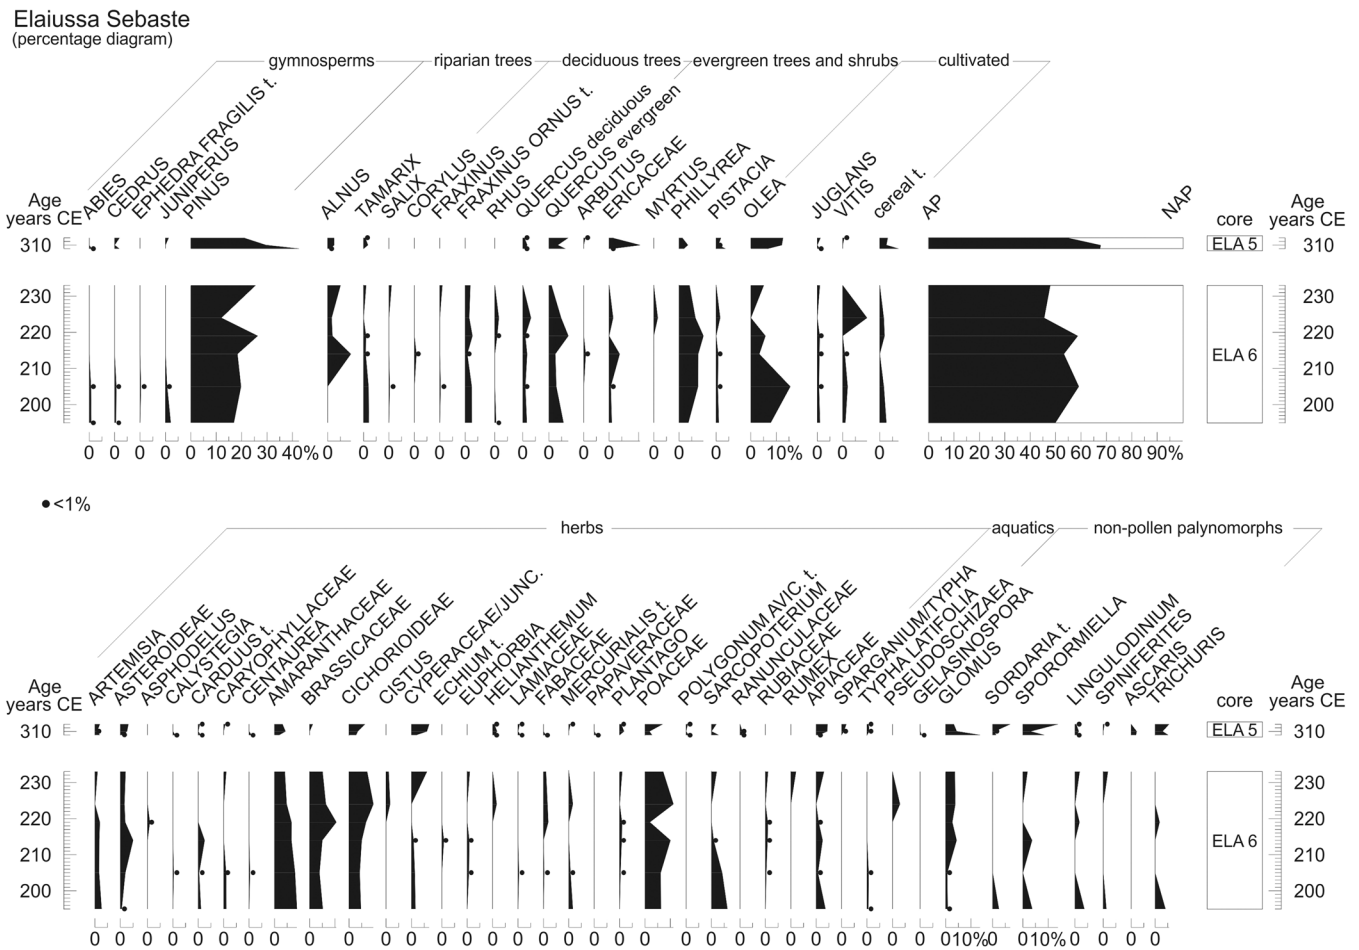 Elaiussa Sebaste
(percentage diagram)
gymnosperms riparian trees deciduous trees evergreen trees and shrubs cultivated
Age
years CE
ABIES
CEDRUS
EPHEDRA FRAGILIS t.
JUNIPERUS
PINUS
ALNUS
TAMARIX
SALIX
CORYLUS
FRAXINUS
FRAXINUS ORNUS t.
RHUS
QUERCUS deciduous
QUERCUS evergreen
ARBUTUS
ERICACEAE
MYRTUS
PHILLYREA
PISTACIA
OLEA
JUGLANS
VITIS
cereal t.
AP
NAP
core
Age
years CE
310 ELA 5 310
230 230
220 220
210 ELA 6 210
200 200
0 0 0 0 0 10 20 30 40% 0 0 0 0 0 0 0 0 0 0 0 0 0 0 0 10% 0 0 0 0 10 20 30 40 50 60 70 80 90%
<1%
herbs aquatics non-pollen palynomorphs
Age
years CE
ARTEMISIA
ASTEROIDEAE
ASPHODELUS
CALYSTEGIA
CARDUUS t.
CARYOPHYLLACEAE
CENTAUREA
AMARANTHACEAE
BRASSICACEAE
CICHORIOIDEAE
CISTUS
CYPERACEAE/JUNC.
ECHIUM t.
EUPHORBIA
HELIANTHEMUM
LAMIACEAE
FABACEAE
MERCURIALIS t.
PAPAVERACEAE
PLANTAGO
POACEAE
POLYGONUM AVIC. t.
SARCOPOTERIUM
RANUNCULACEAE
RUBIACEAE
RUMEX
APIACEAE
SPARGANIUM/TYPHA
TYPHA LATIFOLIA
PSEUDOSCHIZAEA
GELASINOSPORA
GLOMUS
SORDARIA t.
SPORORMIELLA
LINGULODINIUM
SPINIFERITES
ASCARIS
TRICHURIS
core
Age
years CE
310 ELA 5 310
230 230
220 220
210 ELA 6 210
200 200
0 0 0 0 0 0 0 0 0 0 0 0 0 0 0 0 0 0 0 0 0 0 0 0 0 0 0 0 0 0 0 0 10% 0 0 10% 0 0 0 0